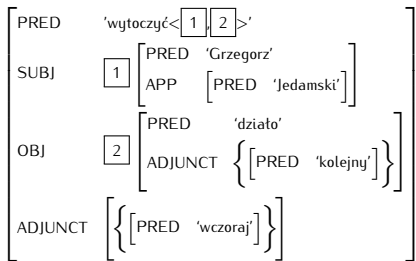 PRED 'wytoczyć<1,2>'
SUBJ 1 PRED 'Grzegorz'
APP PRED 'Jedamski'
OBJ 2 PRED 'działo'
ADJUNCT { PRED 'kolejny' }
ADJUNCT { PRED 'wczoraj' }